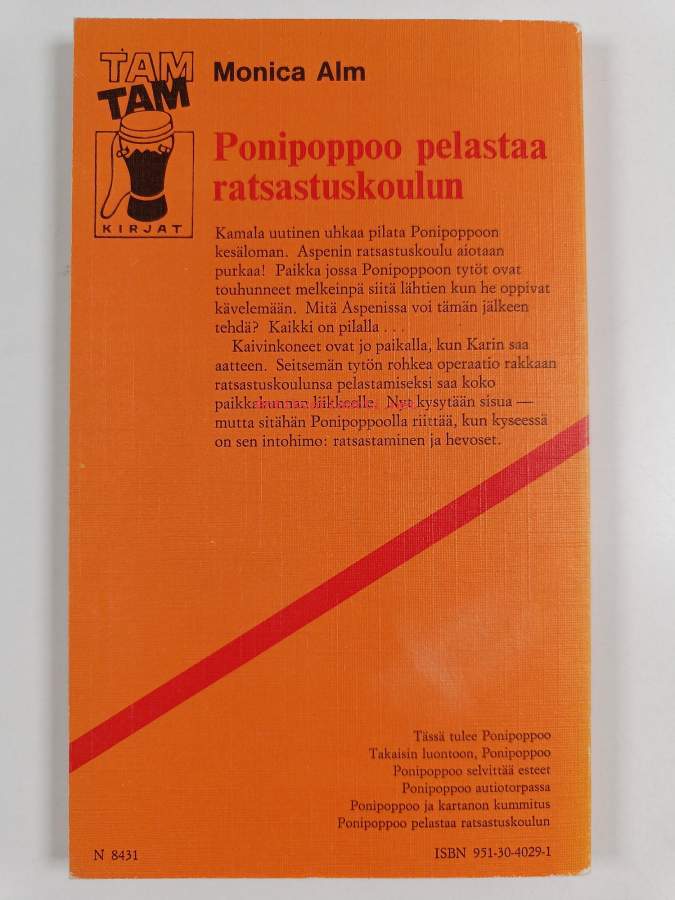 TAM
TAM
KIRJAT
Monica Alm
Ponipoppoo pelastaa
ratsastuskoulun
Kamala uutinen uhkaa pilata Ponipoppoon
kesäloman. Aspenin ratsastuskoulu aiotaan
purkaa! Paikka jossa Ponipoppoon tytöt ovat
touhunneet melkeinpä siitä lähtien kun he oppivat
kävelemään. Mitä Aspenissa voi tämän jälkeen
tehdä? Kaikki on pilalla . . .
Kaivinkoneet ovat jo paikalla, kun Karin saa
aatteen. Seitsemän tytön rohkea operaatio rakkaan
ratsastuskoulunsa pelastamiseksi saa koko
paikkakunnan liikkeelle. Nyt kysytään sisua —
mutta sitähän Ponipoppoolla riittää, kun kyseessä
on sen intohimo: ratsastaminen ja hevoset.
Tässä tulee Ponipoppoo
Takaisin luontoon, Ponipoppoo
Ponipoppoo selvittää esteet
Ponipoppoo autiotorpassa
Ponipoppoo ja kartanon kummitus
Ponipoppoo pelastaa ratsastuskoulun
N 8431
ISBN 951-30-4029-1